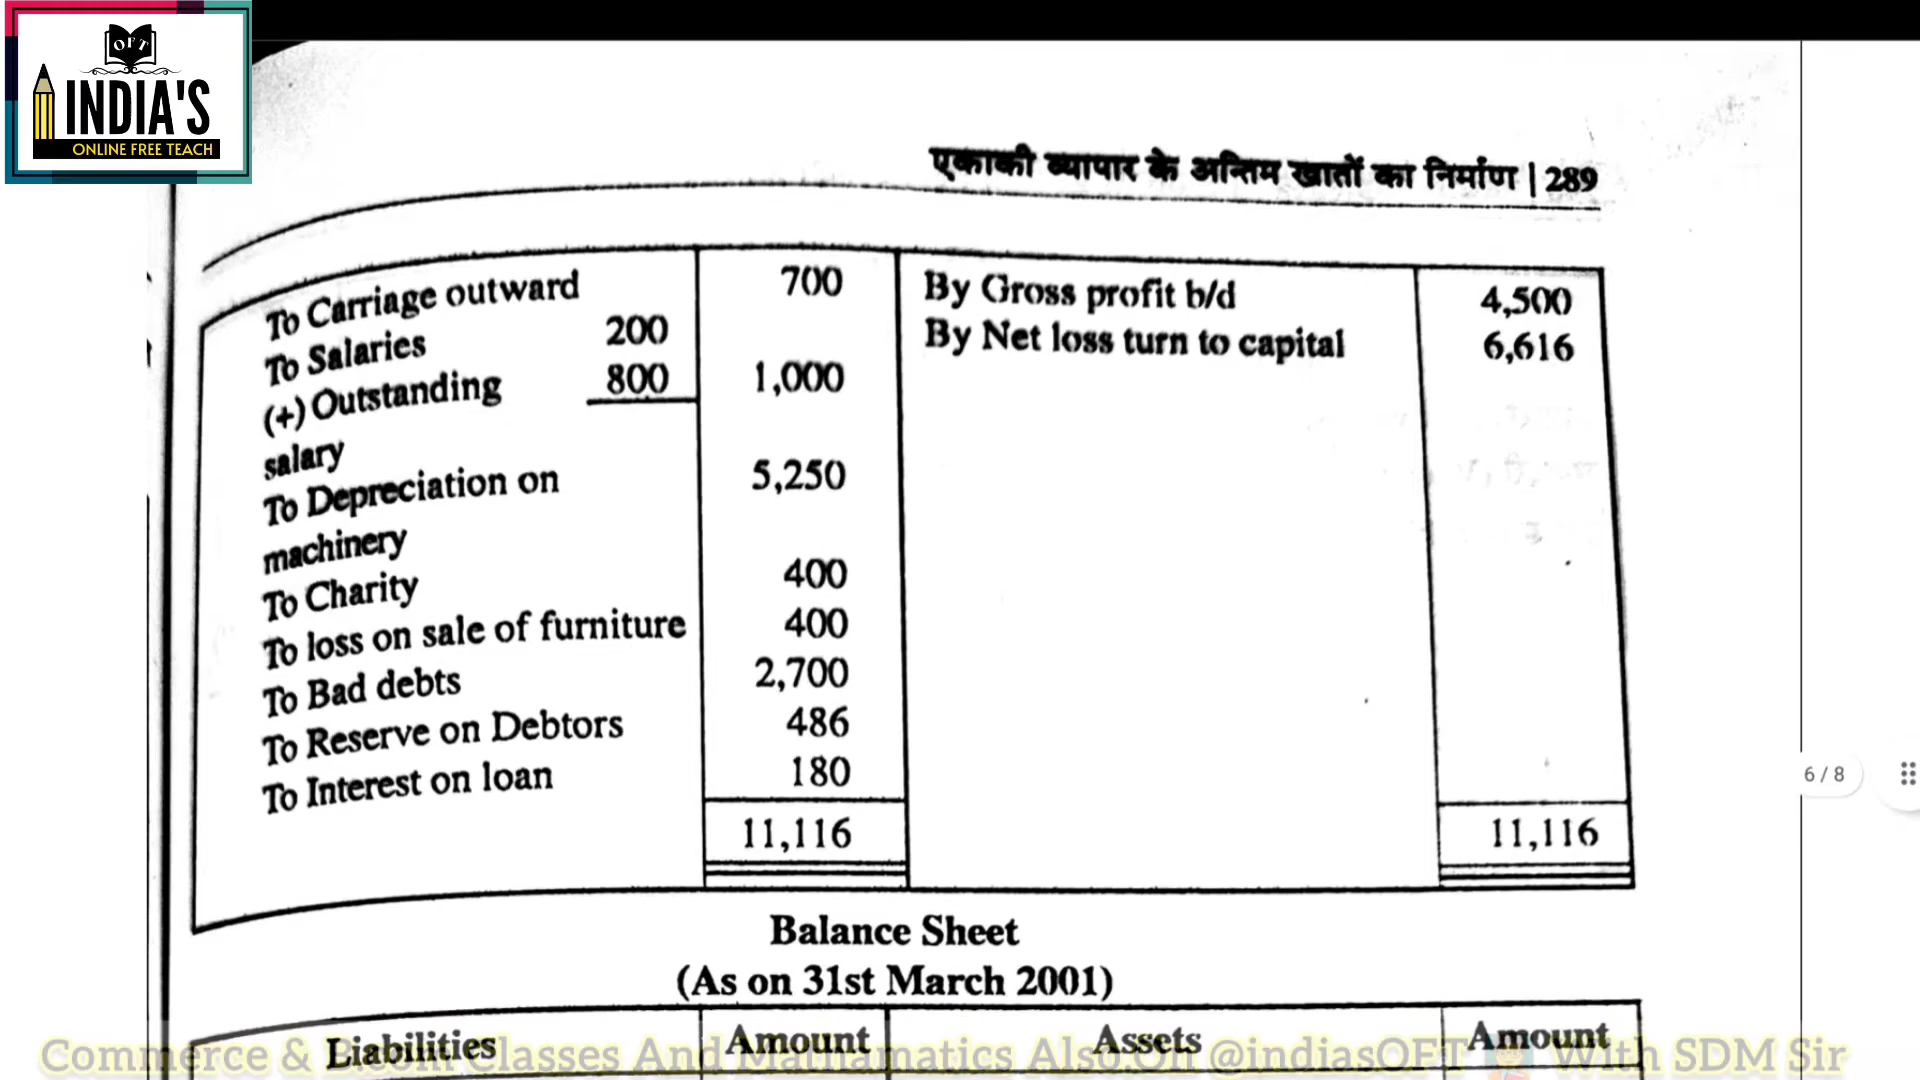 OFT
INDIA'S
ONLINE FREE TEACH
एकाकी व्यापार के अन्तिम खातों का निर्माण | 289
To Carriage outward 700 By Gross profit b/d 4,500
To Salaries 200 By Net loss turn to capital 6,616
(+) Outstanding 800 1,000
salary
To Depreciation on 5,250
machinery
To Charity 400
To loss on sale of furniture 400
To Bad debts 2,700
To Reserve on Debtors 486
To Interest on loan 180
11,116 11,116
6 / 8
Balance Sheet
(As on 31st March 2001)
Liabilities Amount Assets Amount
Commerce & Bcom Classes And Mathamatics Also.On @indiasOFT With SDM Sir